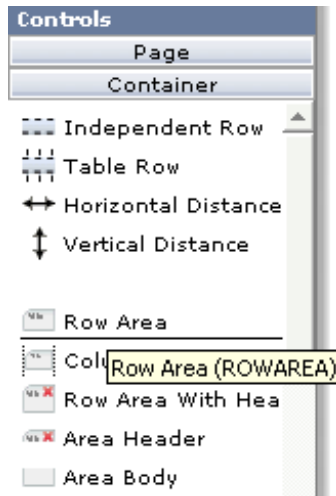 Controls
Page
Container
Independent Row
Table Row
Horizontal Distance
Vertical Distance
Row Area
Colu
Row Area (ROWAREA)
Row Area With Hea
Area Header
Area Body